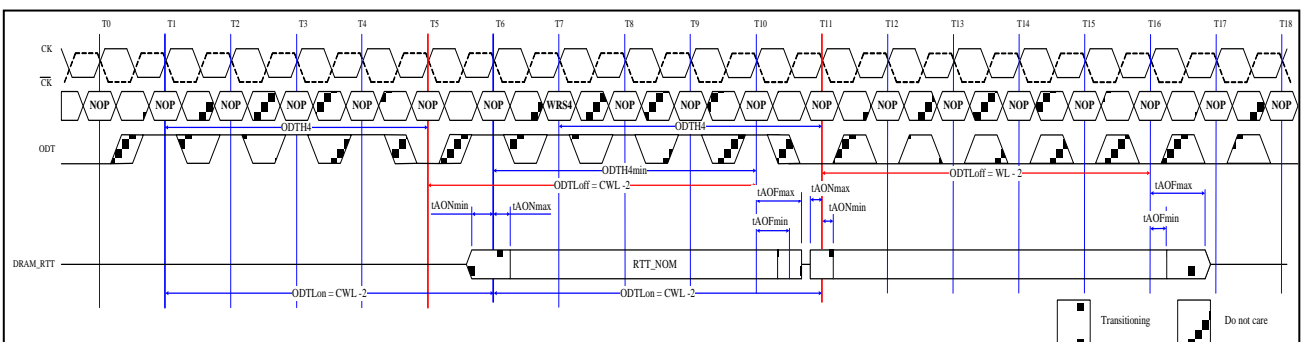 T0 T1 T2 T3 T4 T5 T6 T7 T8 T9 T10 T11 T12 T13 T14 T15 T16 T17 T18
CK
CK
NOP NOP NOP NOP NOP NOP NOP WRS4 NOP NOP NOP NOP NOP NOP NOP NOP NOP NOP NOP
ODTH4 ODTH4
ODT
ODTH4min
ODTLoff = CWL -2 ODTLoff = WL - 2
tAOFmax tAONmax tAOFmax
tAONmin tAONmax tAONmin
tAOFmin tAOFmin
DRAM_RTT RTT_NOM
ODTLon = CWL -2 ODTLon = CWL -2
Transitioning Do not care